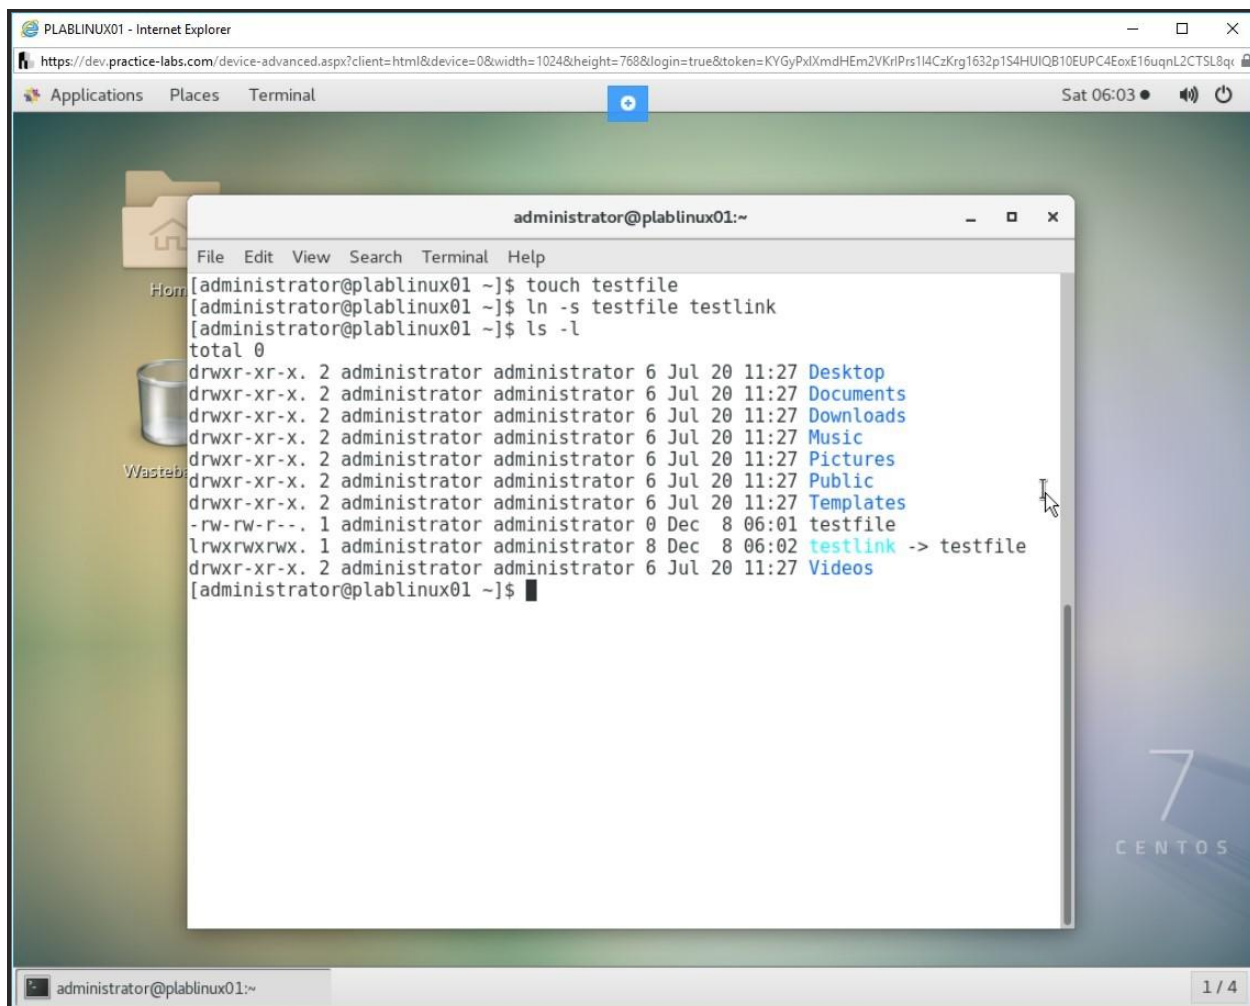 PLABLINUX01 - Internet Explorer
https://dev.practice-labs.com/device-advanced.aspx?client=html&device=0&width=1024&height=768&login=true&token=
Applications Places Terminal
Sat 06:03
Home
administrator@plablinux01:~
File Edit View Search Terminal Help
[administrator@plablinux01 ~]$ touch testfile
[administrator@plablinux01 ~]$ ln -s testfile testlink
[administrator@plablinux01 ~]$ ls -l
total 0
drwxr-xr-x. 2 administrator administrator 6 Jul 20 11:27 Desktop
drwxr-xr-x. 2 administrator administrator 6 Jul 20 11:27 Documents
drwxr-xr-x. 2 administrator administrator 6 Jul 20 11:27 Downloads
drwxr-xr-x. 2 administrator administrator 6 Jul 20 11:27 Music
drwxr-xr-x. 2 administrator administrator 6 Jul 20 11:27 Pictures
drwxr-xr-x. 2 administrator administrator 6 Jul 20 11:27 Public
drwxr-xr-x. 2 administrator administrator 6 Jul 20 11:27 Templates
-rw-rw-r--. 1 administrator administrator 0 Dec 8 06:01 testfile
lrwxrwxrwx. 1 administrator administrator 8 Dec 8 06:02 testlink -> testfile
drwxr-xr-x. 2 administrator administrator 6 Jul 20 11:27 Videos
[administrator@plablinux01 ~]$
7
CENTOS
administrator@plablinux01:~
1 / 4